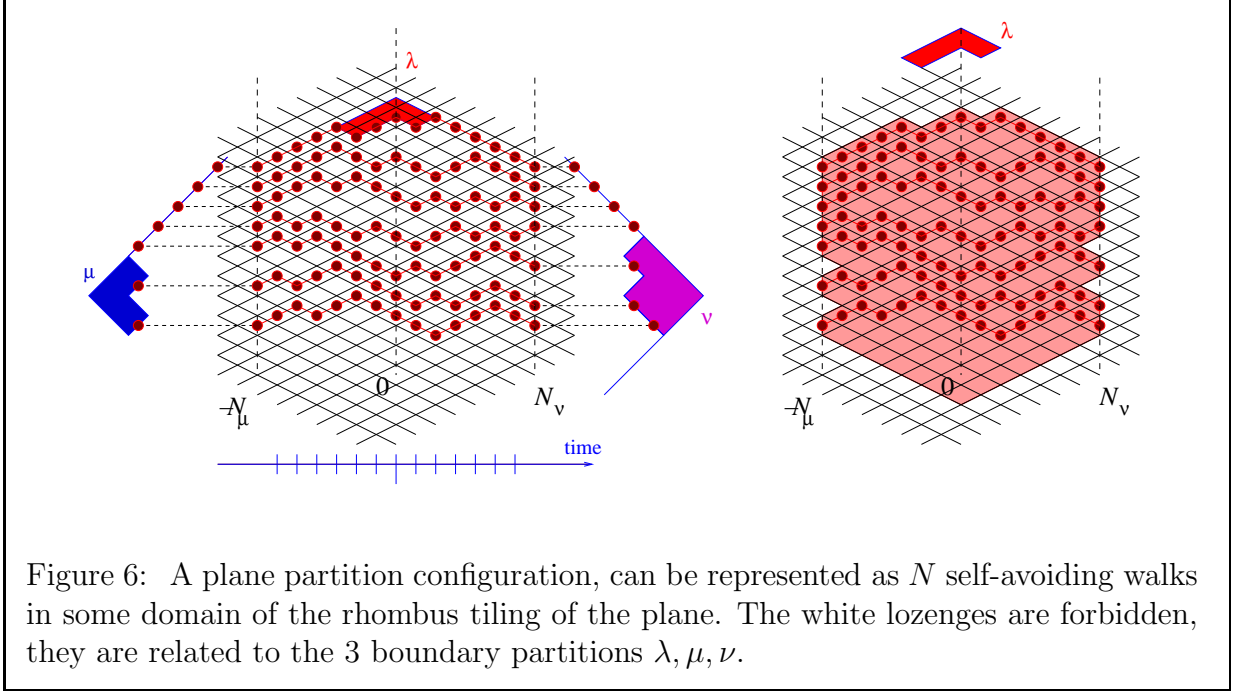 λ
λ
μ
ν
0
-N_μ
N_ν
time
0
-N_μ
N_ν
Figure 6: A plane partition configuration, can be represented as N self-avoiding walks
in some domain of the rhombus tiling of the plane. The white lozenges are forbidden,
they are related to the 3 boundary partitions λ, μ, ν.